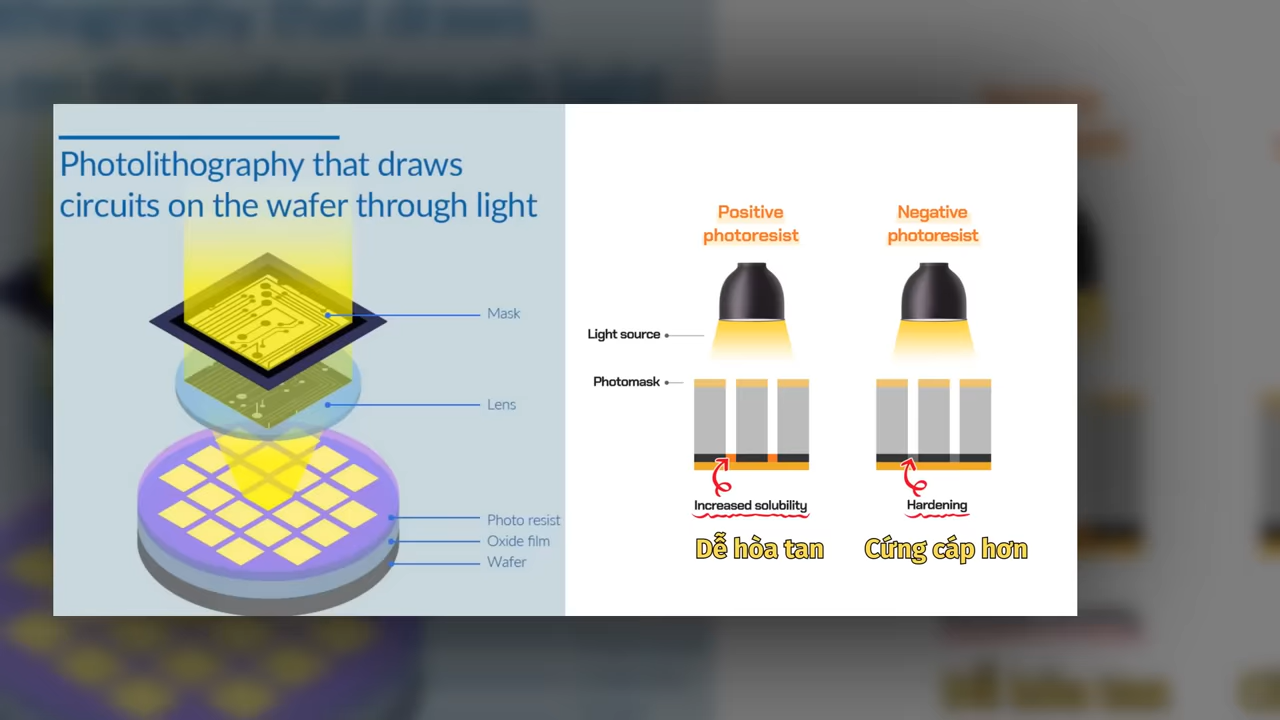 Photolithography that draws
circuits on the wafer through light
Mask
Lens
Photo resist
Oxide film
Wafer
Positive
photoresist
Negative
photoresist
Light source
Photomask
Increased solubility
Hardening
Dễ hòa tan
Cứng cáp hơn